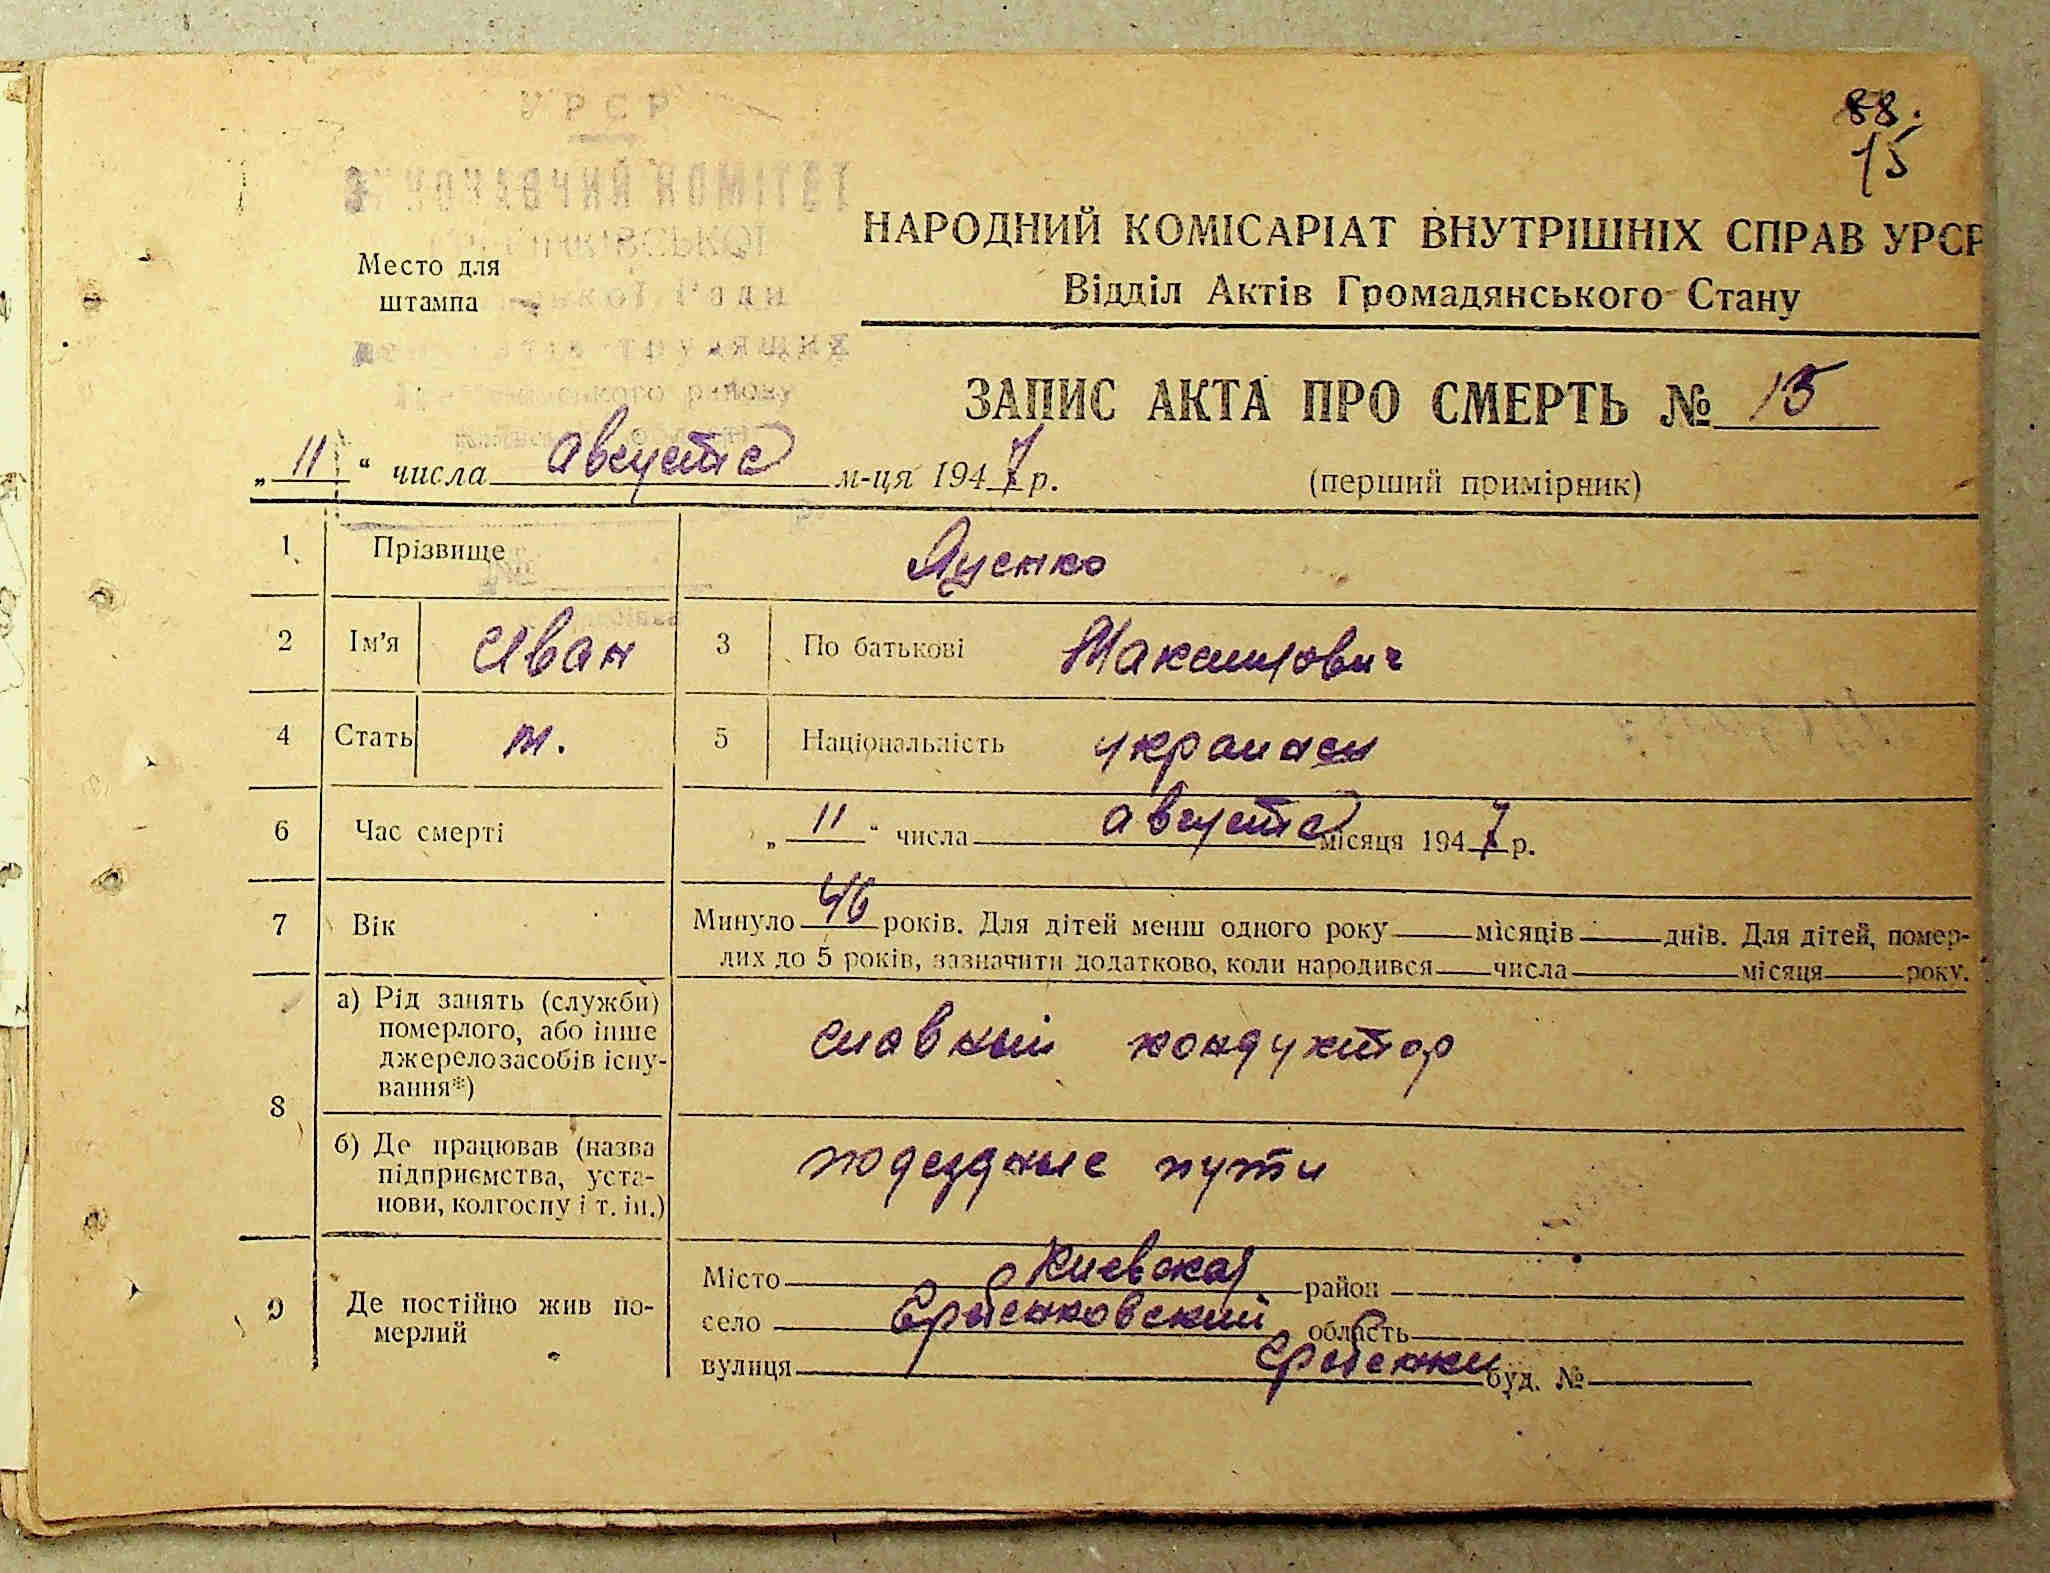 88.
15
УРСР
Место для
штампа
НАРОДНИЙ КОМІСАРІАТ ВНУТРІШНІХ СПРАВ УРСР
Відділ Актів Громадянського Стану
ЗАПИС АКТА ПРО СМЕРТЬ № 15
„11“ числа августа м-ця 1947 р.
(перший примірник)
1 Прізвище Яценко
2 Ім'я Иван 3 По батькові Максимович
4 Стать м. 5 Національність украинец
6 Час смерті „11“ числа августа місяця 1947 р.
7 Вік Минуло 46 років. Для дітей менш одного року місяців днів. Для дітей, помер-
лих до 5 років, зазначити додатково, коли народився числа місяця року.
8 а) Рід занять (служби)
померлого, або інше
джерело засобів існу-
вання*)
главный кондуктор
б) Де працював (назва
підприємства, уста-
нови, колгоспу і т. ін.)
подездные пути
9 Де постійно жив по-
мерлий
Місто Киевская район
село область
вулиця буд. №